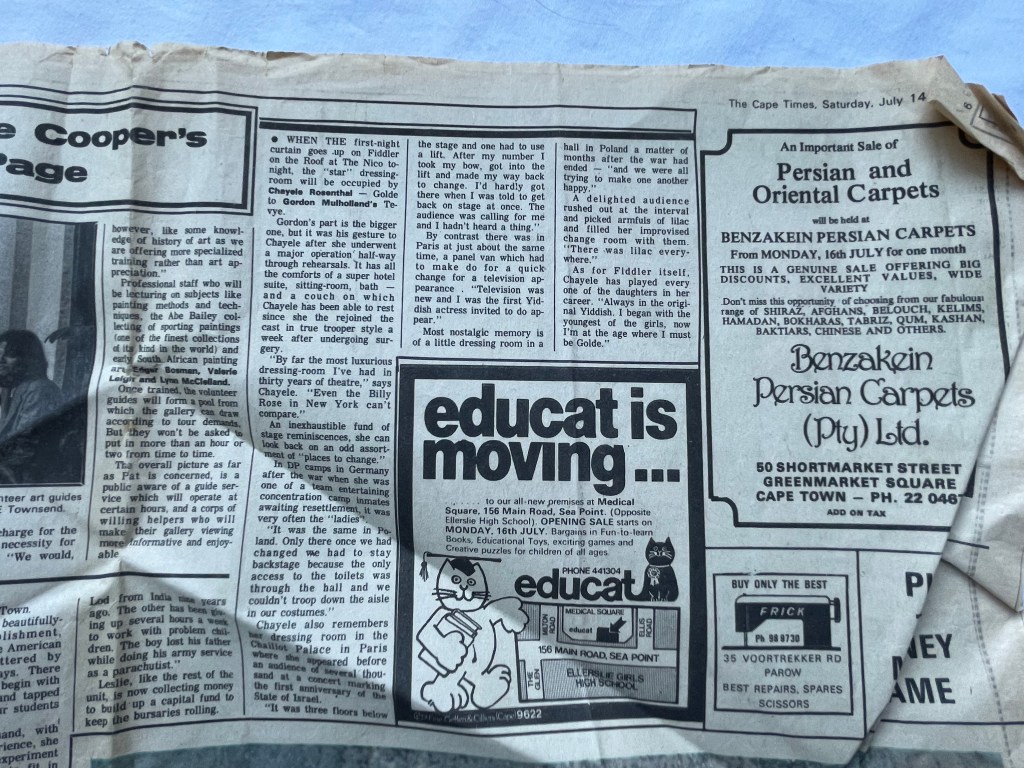 The Cape Times, Saturday, July 14
Cooper's
Page
however, like some knowl-
edge of history of art as we
are offering more specialized
training rather than art ap-
preciation."
Professional staff who will
be lecturing on subjects like
painting methods and tech-
niques, the Abe Bailey col-
lecting of sporting paintings
(one of the finest collections
of its kind in the world) and
early South African painting
are Edgar Bosman, Valerie
Leigh and Lynn McClelland.
Once trained, the volunteer
guides will form a pool from
which the gallery can draw
according to tour demands.
But they won't be asked to
put in more than an hour or
two from time to time.
The overall picture as far
as Pat is concerned, is a
public aware of a guide ser-
vice which will operate at
certain hours, and a corps of
willing helpers who will
make their gallery viewing
more informative and enjoy-
able
art guides
Townsend.
charge for the
necessity for
"We would,
Town.
beautifully-
American
There
begin with
and tapped
students
with
she
experiment
fit in
Lod from India nine years
ago. The other has been giv-
ing up several hours a week
to work with problem chil-
dren. The boy lost his father
while doing his army service
as a parachutist."
Leslie, like the rest of the
unit, is now collecting money
to build up a capital fund to
keep the bursaries rolling.
● WHEN THE first-night
curtain goes up on Fiddler
on the Roof at The Nico to-
night, the "star" dressing-
room will be occupied by
Chayele Rosenthal — Golde
to Gordon Mulholland's Te-
vye.
Gordon's part is the bigger
one, but it was his gesture to
Chayele after she underwent
a major operation half-way
through rehearsals. It has all
the comforts of a super hotel
suite, sitting-room, bath —
and a couch on which
Chayele has been able to rest
since she rejoined the
cast in true trooper style a
week after undergoing sur-
gery.
"By far the most luxurious
dressing-room I've had in
thirty years of theatre," says
Chayele. "Even the Billy
Rose in New York can't
compare."
An inexhaustible fund of
stage reminiscences, she can
look back on an odd assort-
ment of "places to change."
In DP camps in Germany
after the war when she was
one of a team entertaining
concentration camp inmates
awaiting resettlement, it was
very often the "ladies".
"It was the same in Po-
land. Only there once we had
changed we had to stay
backstage because the only
access to the toilets was
through the hall and we
couldn't troop down the aisle
in our costumes."
Chayele also remembers
her dressing room in the
Chaillot Palace in Paris
where she appeared before
an audience of several thou-
sand at a concert marking
the first anniversary of the
State of Israel.
"It was three floors below
the stage and one had to use
a lift. After my number I
took my bow, got into the
lift and made my way back
to change. I'd hardly got
there when I was told to get
back on stage at once. The
audience was calling for me
and I hadn't heard a thing."
By contrast there was in
Paris at just about the same
time, a panel van which had
to make do for a quick
change for a television ap-
pearance . "Television was
new and I was the first Yid-
dish actress invited to do ap-
pear."
Most nostalgic memory is
of a little dressing room in a
hall in Poland a matter of
months after the war had
ended — "and we were all
trying to make one another
happy."
A delighted audience
rushed out at the interval
and picked armfuls of lilac
and filled her improvised
change room with them.
"There was lilac every-
where."
As for Fiddler itself,
Chayele has played every
one of the daughters in her
career. "Always in the origi-
nal Yiddish. I began with the
youngest of the girls, now
I'm at the age where I must
be Golde."
educat is
moving...
to our all-new premises at Medical
Square, 156 Main Road, Sea Point. (Opposite
Ellerslie High School). OPENING SALE starts on
MONDAY, 16th JULY. Bargains in Fun-to-learn
Books, Educational Toys, exciting games and
Creative puzzles for children of all ages.
PHONE 441304
educat
MEDICAL SQUARE
MILTON ROAD
educat
ELLIS ROAD
156 MAIN ROAD, SEA POINT
THE GLEN
ELLERSLIE GIRLS
HIGH SCHOOL
9622
An Important Sale of
Persian and
Oriental Carpets
will be held at
BENZAKEIN PERSIAN CARPETS
From MONDAY, 16th JULY for one month
THIS IS A GENUINE SALE OFFERING BIG
DISCOUNTS, EXCELLENT VALUES, WIDE
VARIETY
Don't miss this opportunity of choosing from our fabulous
range of SHIRAZ, AFGHANS, BELOUCH, KELIMS,
HAMADAN, BOKHARAS, TABRIZ, QUM, KASHAN,
BAKTIARS, CHINESE AND OTHERS.
Benzakein
Persian Carpets
(Pty) Ltd.
50 SHORTMARKET STREET
GREENMARKET SQUARE
CAPE TOWN – PH. 22 046
ADD ON TAX
BUY ONLY THE BEST
FRICK
Ph 98 8730
35 VOORTREKKER RD
PAROW
BEST REPAIRS, SPARES
SCISSORS